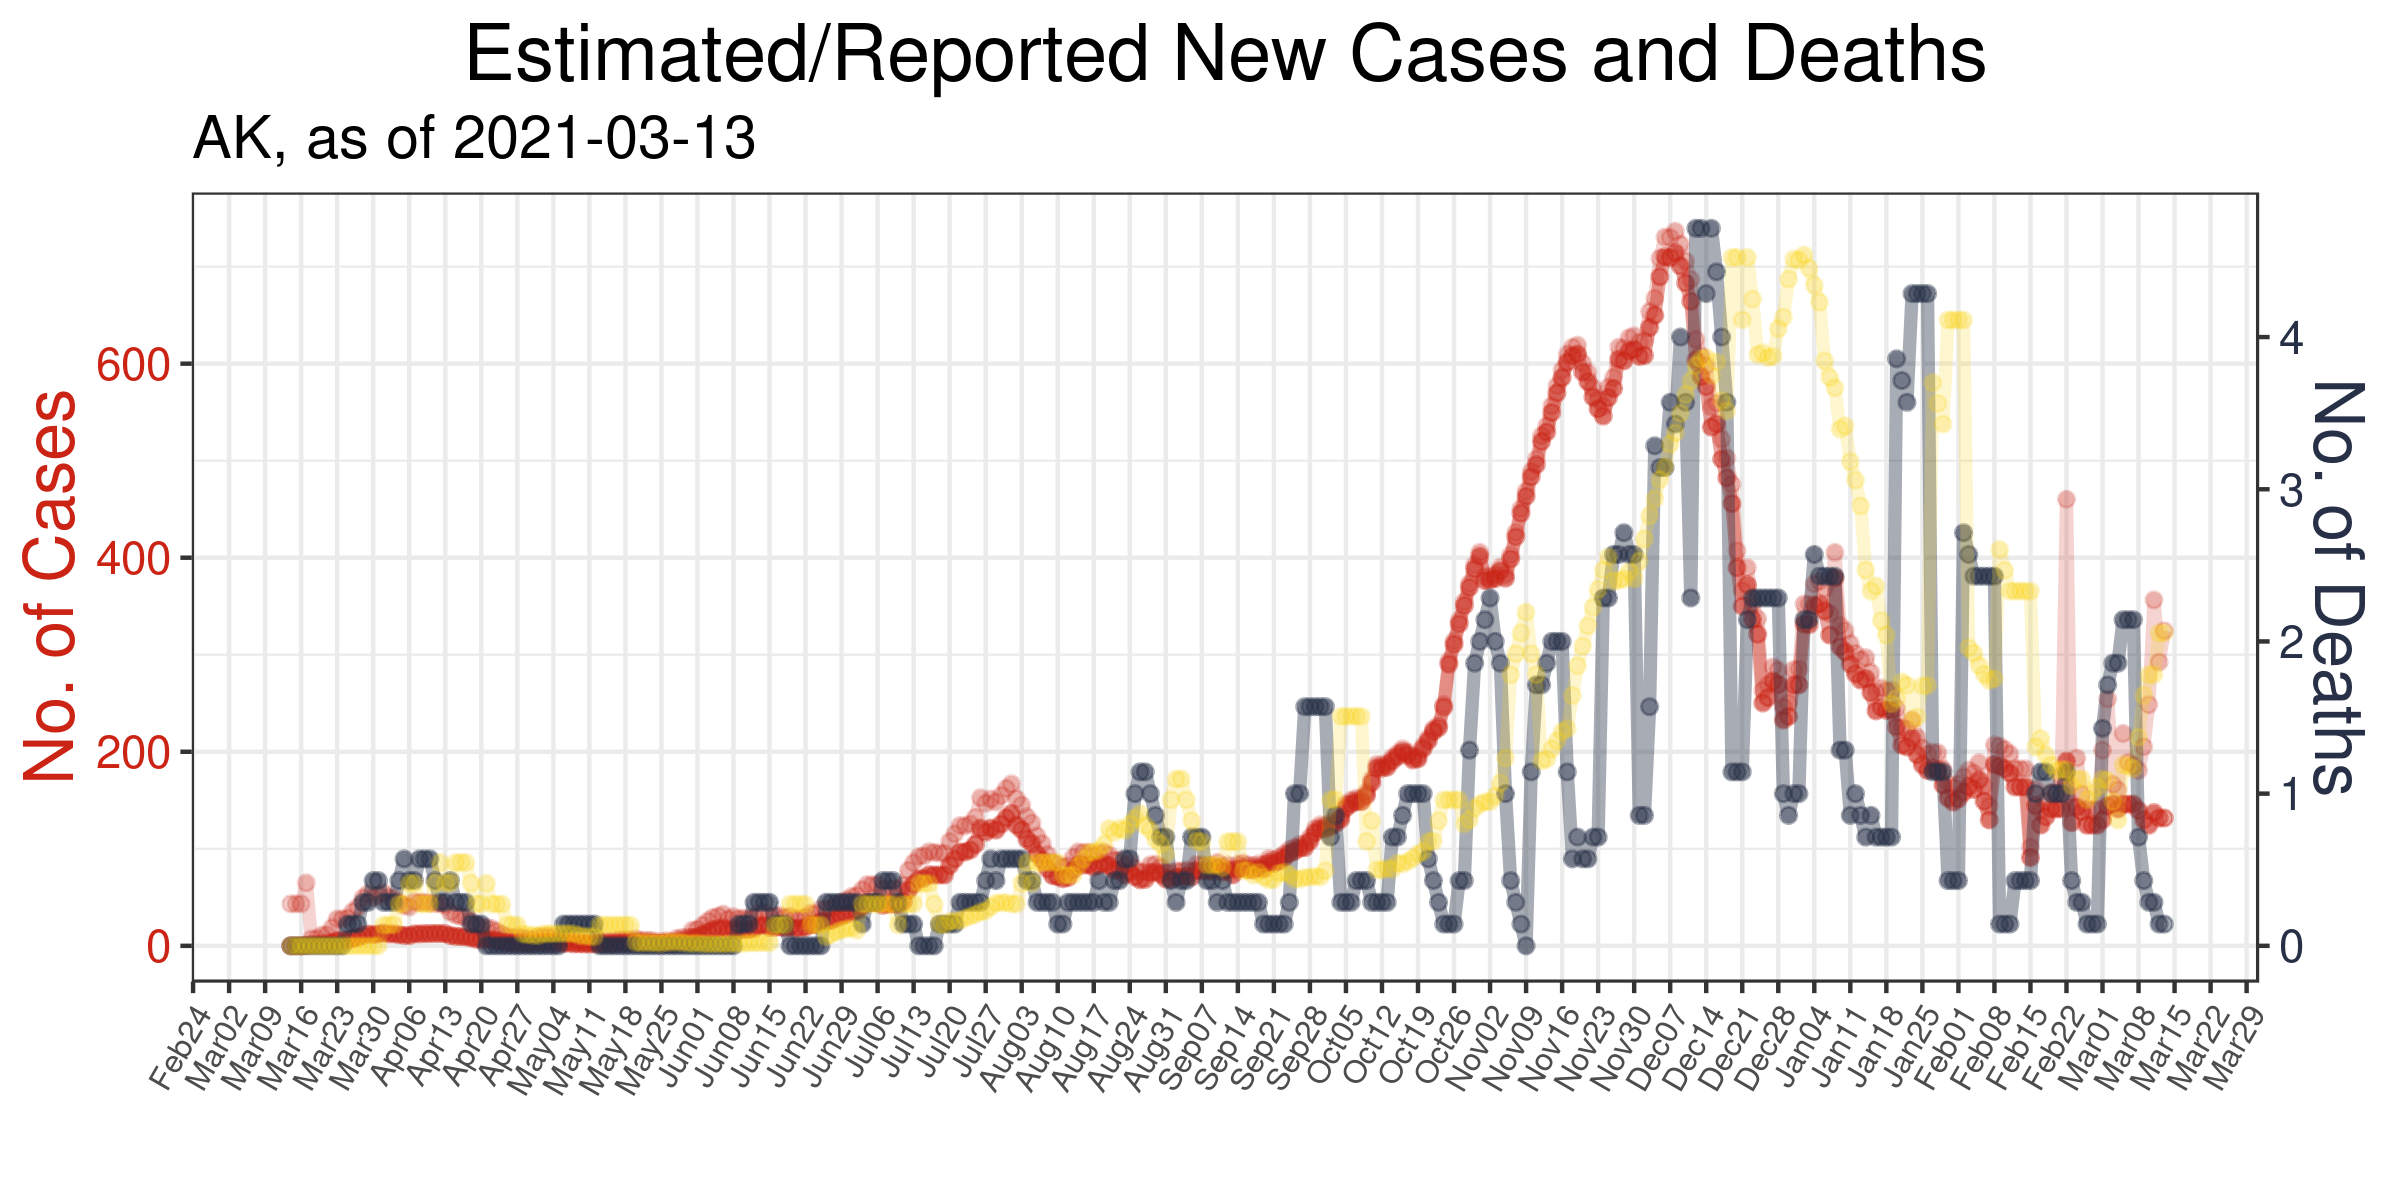 Estimated/Reported New Cases and Deaths
AK, as of 2021-03-13
No. of Cases
600
400
200
0
4
3
2
1
0
No. of Deaths
Feb24
Mar02
Mar09
Mar16
Mar23
Mar30
Apr06
Apr13
Apr20
Apr27
May04
May11
May18
May25
Jun01
Jun08
Jun15
Jun22
Jun29
Jul06
Jul13
Jul20
Jul27
Aug03
Aug10
Aug17
Aug24
Aug31
Sep07
Sep14
Sep21
Sep28
Oct05
Oct12
Oct19
Oct26
Nov02
Nov09
Nov16
Nov23
Nov30
Dec07
Dec14
Dec21
Dec28
Jan04
Jan11
Jan18
Jan25
Feb01
Feb08
Feb15
Feb22
Mar01
Mar08
Mar15
Mar22
Mar29